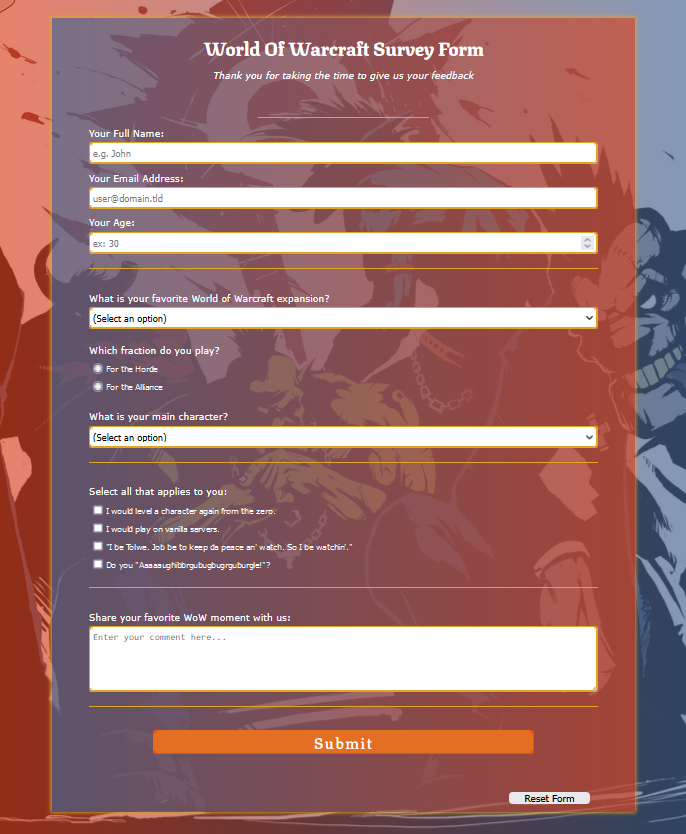 World Of Warcraft Survey Form
Thank you for taking the time to give us your feedback
Your Full Name:
e.g. John
Your Email Address:
user@domain.tld
Your Age:
ex: 30
What is your favorite World of Warcraft expansion?
(Select an option)
Which fraction do you play?
For the Horde
For the Alliance
What is your main character?
(Select an option)
Select all that applies to you:
I would level a character again from the zero.
I would play on vanilla servers.
"I be Tolwe. Job be to keep da peace an' watch. So I be watchin'."
Do you "Aaaaaughibbrgubugbugrguburgle!"?
Share your favorite WoW moment with us:
Enter your comment here...
Submit
Reset Form